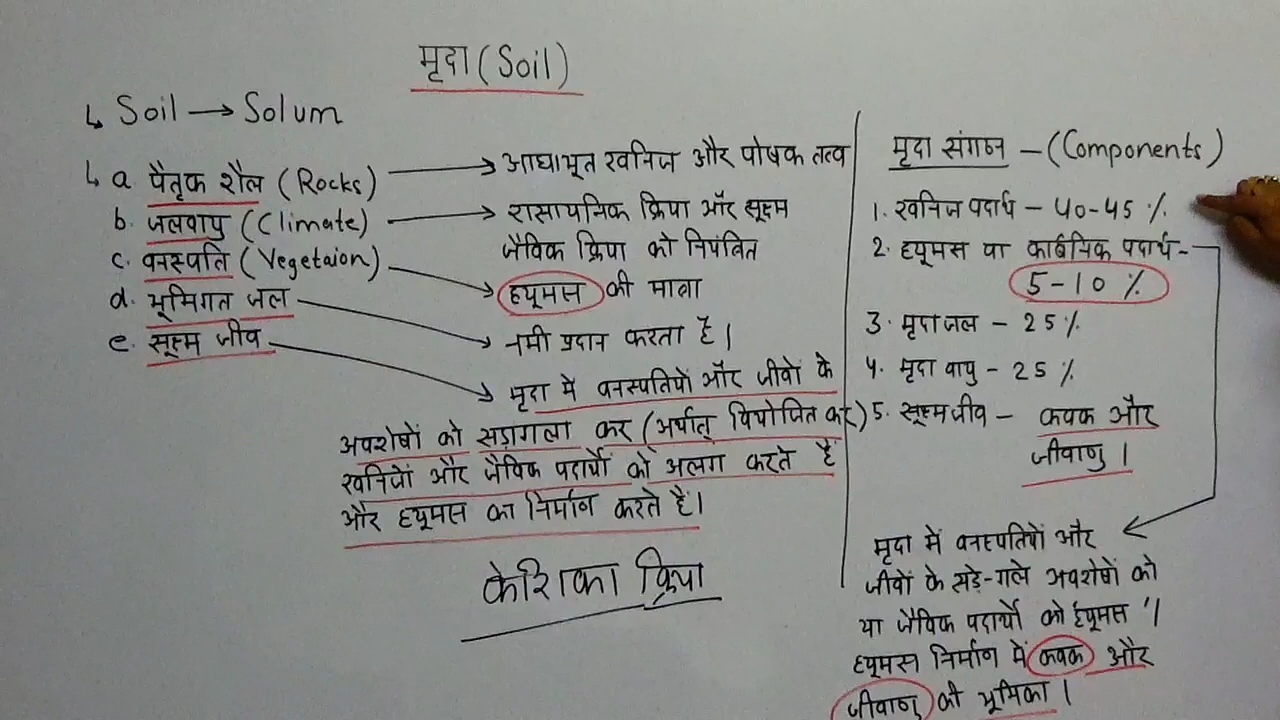 मृदा (Soil)
↳ Soil → Solum
↳ a. पैतृक शैल (Rocks) → आधाभूत खनिज और पोषक तत्व
b. जलवायु (Climate) → रासायनिक क्रिया और सूक्ष्म
जैविक क्रिया को नियंत्रित
c. वनस्पति (Vegetaion) → ह्यूमस की मात्रा
d. भूमिगत जल → नमी प्रदान करता है।
e. सूक्ष्म जीव → मृदा में वनस्पतियों और जीवों के
अवशेषों को सड़ागला कर (अर्थात् वियोजित कर)
खनिजों और जैविक पदार्थों को अलग करते है
और ह्यूमस का निर्माण करते है।
केशिका क्रिया
मृदा संगठन – (Components)
1. खनिज पदार्थ – 40-45 %.
2. ह्यूमस या कार्बनिक पदार्थ -
5-10 %
3. मृदा जल – 25 %
4. मृदा वायु - 25 %
5. सूक्ष्मजीव – कवक और
जीवाणु।
मृदा में वनस्पतियों और
जीवों के सड़े-गले अवशेषों को
या जैविक पदार्थों को ह्यूमस '।
ह्यूमस निर्माण में कवक और
जीवाणु की भूमिका।